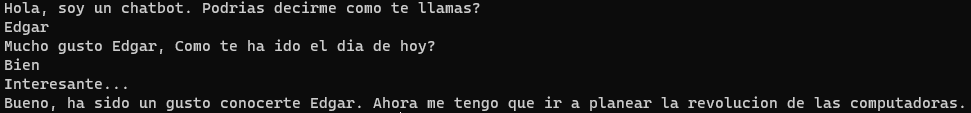 Hola, soy un chatbot. Podrias decirme como te llamas?
Edgar
Mucho gusto Edgar, Como te ha ido el dia de hoy?
Bien
Interesante...
Bueno, ha sido un gusto conocerte Edgar. Ahora me tengo que ir a planear la revolucion de las computadoras.